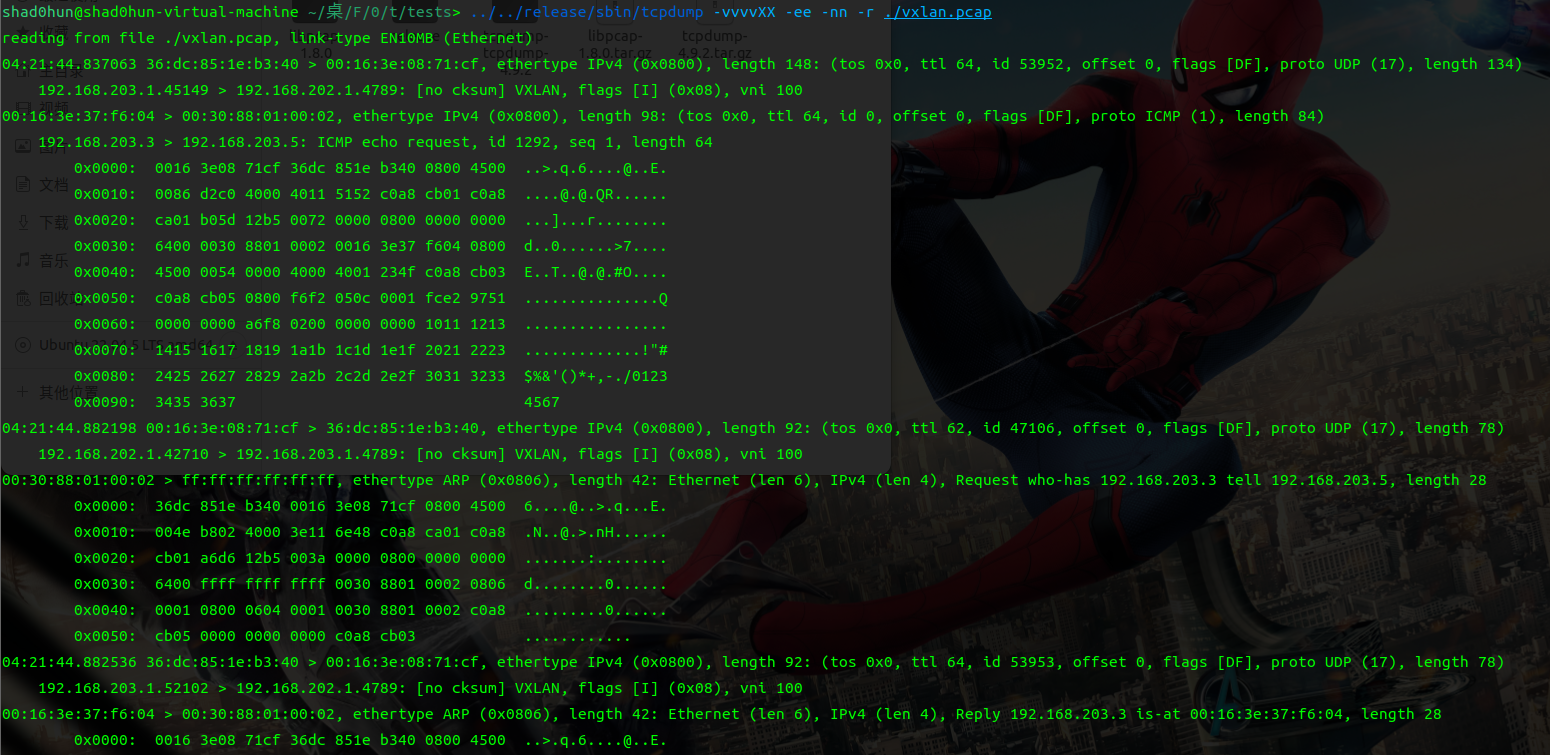 shad0hun@shad0hun-virtual-machine ~/桌/F/0/t/tests> ../../release/sbin/tcpdump -vvvvXX -ee -nn -r ./vxlan.pcap
reading from file ./vxlan.pcap, link-type EN10MB (Ethernet)
04:21:44.837063 36:dc:85:1e:b3:40 > 00:16:3e:08:71:cf, ethertype IPv4 (0x0800), length 148: (tos 0x0, ttl 64, id 53952, offset 0, flags [DF], proto UDP (17), length 134)
    192.168.203.1.45149 > 192.168.202.1.4789: [no cksum] VXLAN, flags [I] (0x08), vni 100
00:16:3e:37:f6:04 > 00:30:88:01:00:02, ethertype IPv4 (0x0800), length 98: (tos 0x0, ttl 64, id 0, offset 0, flags [DF], proto ICMP (1), length 84)
    192.168.203.3 > 192.168.203.5: ICMP echo request, id 1292, seq 1, length 64
        0x0000:  0016 3e08 71cf 36dc 851e b340 0800 4500  ..>.q.6....@..E.
        0x0010:  0086 d2c0 4000 4011 5152 c0a8 cb01 c0a8  ....@.@.QR......
        0x0020:  ca01 b05d 12b5 0072 0000 0800 0000 0000  ...]...r........
        0x0030:  6400 0030 8801 0002 0016 3e37 f604 0800  d..0......>7....
        0x0040:  4500 0054 0000 4000 4001 234f c0a8 cb03  E..T..@.@.#O....
        0x0050:  c0a8 cb05 0800 f6f2 050c 0001 fce2 9751  ...............Q
        0x0060:  0000 0000 a6f8 0200 0000 0000 1011 1213  ................
        0x0070:  1415 1617 1819 1a1b 1c1d 1e1f 2021 2223  .............!"#
        0x0080:  2425 2627 2829 2a2b 2c2d 2e2f 3031 3233  $%&'()*+,-./0123
        0x0090:  3435 3637                                4567
04:21:44.882198 00:16:3e:08:71:cf > 36:dc:85:1e:b3:40, ethertype IPv4 (0x0800), length 92: (tos 0x0, ttl 62, id 47106, offset 0, flags [DF], proto UDP (17), length 78)
    192.168.202.1.42710 > 192.168.203.1.4789: [no cksum] VXLAN, flags [I] (0x08), vni 100
00:30:88:01:00:02 > ff:ff:ff:ff:ff:ff, ethertype ARP (0x0806), length 42: Ethernet (len 6), IPv4 (len 4), Request who-has 192.168.203.3 tell 192.168.203.5, length 28
        0x0000:  36dc 851e b340 0016 3e08 71cf 0800 4500  6....@..>.q...E.
        0x0010:  004e b802 4000 3e11 6e48 c0a8 ca01 c0a8  .N..@.>.nH......
        0x0020:  cb01 a6d6 12b5 003a 0000 0800 0000 0000  .......:........
        0x0030:  6400 ffff ffff ffff 0030 8801 0002 0806  d........0......
        0x0040:  0001 0800 0604 0001 0030 8801 0002 c0a8  .........0......
        0x0050:  cb05 0000 0000 0000 c0a8 cb03            ............
04:21:44.882536 36:dc:85:1e:b3:40 > 00:16:3e:08:71:cf, ethertype IPv4 (0x0800), length 92: (tos 0x0, ttl 64, id 53953, offset 0, flags [DF], proto UDP (17), length 78)
    192.168.203.1.52102 > 192.168.202.1.4789: [no cksum] VXLAN, flags [I] (0x08), vni 100
00:16:3e:37:f6:04 > 00:30:88:01:00:02, ethertype ARP (0x0806), length 42: Ethernet (len 6), IPv4 (len 4), Reply 192.168.203.3 is-at 00:16:3e:37:f6:04, length 28
        0x0000:  0016 3e08 71cf 36dc 851e b340 0800 4500  ..>.q.6....@..E.
libpcap-1.8.0.tar.gz
tcpdump-4.9.2.tar.gz
视频
文档
下载
音乐
其他位置